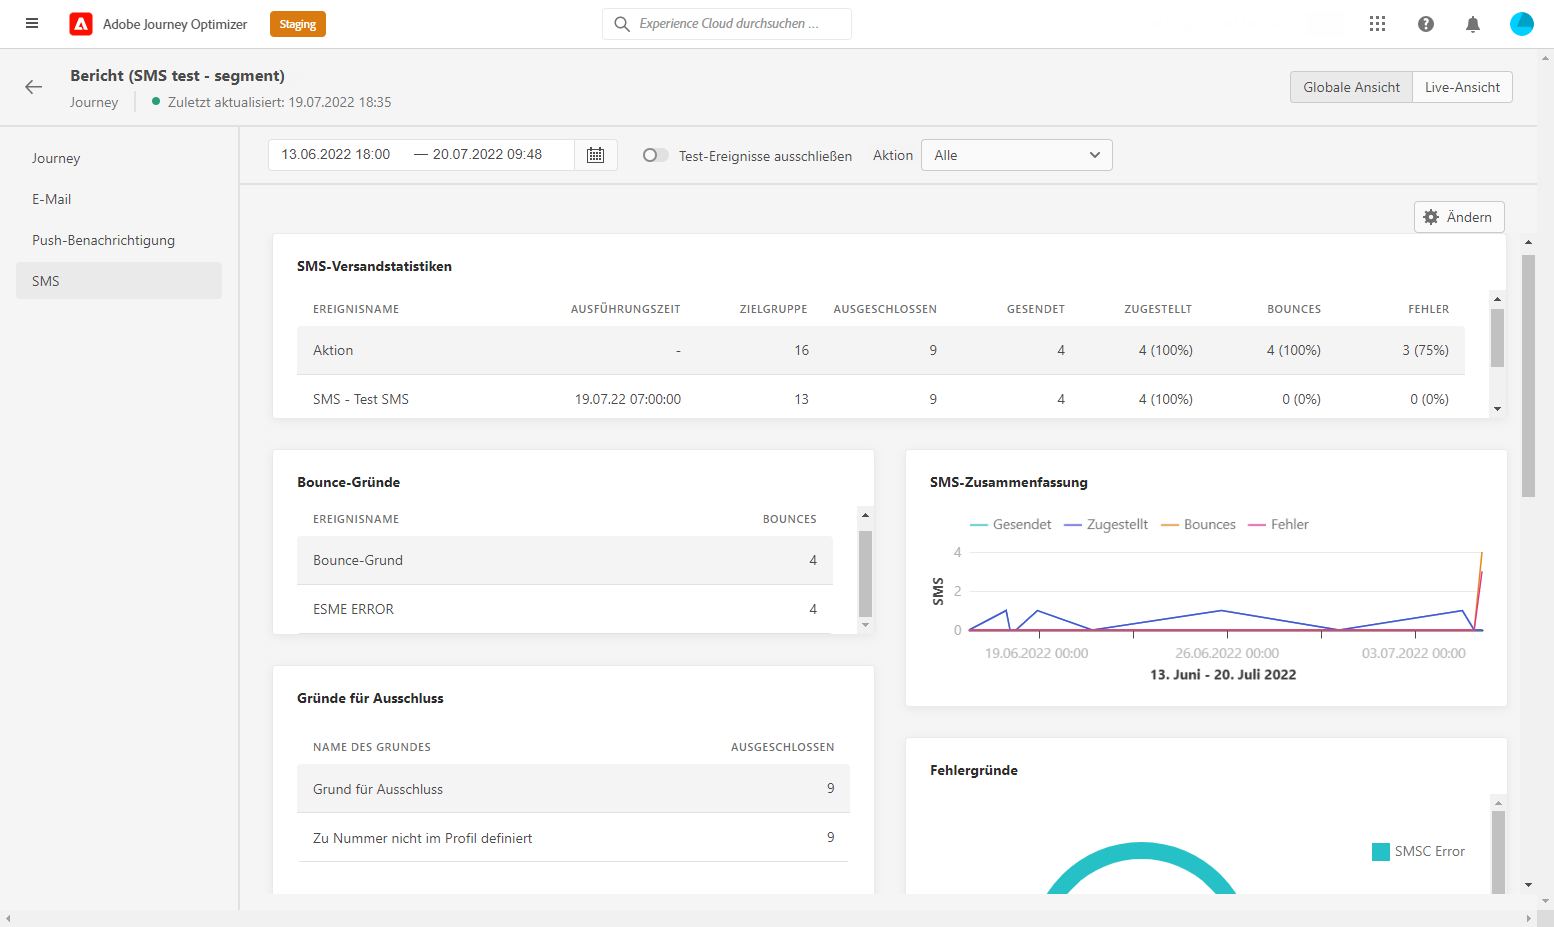 Adobe Journey Optimizer
Staging
Experience Cloud durchsuchen ...
Bericht (SMS test - segment)
Journey
Zuletzt aktualisiert: 19.07.2022 18:35
Globale Ansicht
Live-Ansicht
Journey
E-Mail
Push-Benachrichtigung
SMS
13.06.2022 18:00 — 20.07.2022 09:48
Test-Ereignisse ausschließen
Aktion
Alle
Ändern
SMS-Versandstatistiken
EREIGNISNAME AUSFÜHRUNGSZEIT ZIELGRUPPE AUSGESCHLOSSEN GESENDET ZUGESTELLT BOUNCES FEHLER
Aktion - 16 9 4 4 (100%) 4 (100%) 3 (75%)
SMS - Test SMS 19.07.22 07:00:00 13 9 4 4 (100%) 0 (0%) 0 (0%)
Bounce-Gründe
EREIGNISNAME BOUNCES
Bounce-Grund 4
ESME ERROR 4
SMS-Zusammenfassung
Gesendet Zugestellt Bounces Fehler
4
2
0
SMS
19.06.2022 00:00 26.06.2022 00:00 03.07.2022 00:00
13. Juni - 20. Juli 2022
Gründe für Ausschluss
NAME DES GRUNDES AUSGESCHLOSSEN
Grund für Ausschluss 9
Zu Nummer nicht im Profil definiert 9
Fehlergründe
SMSC Error